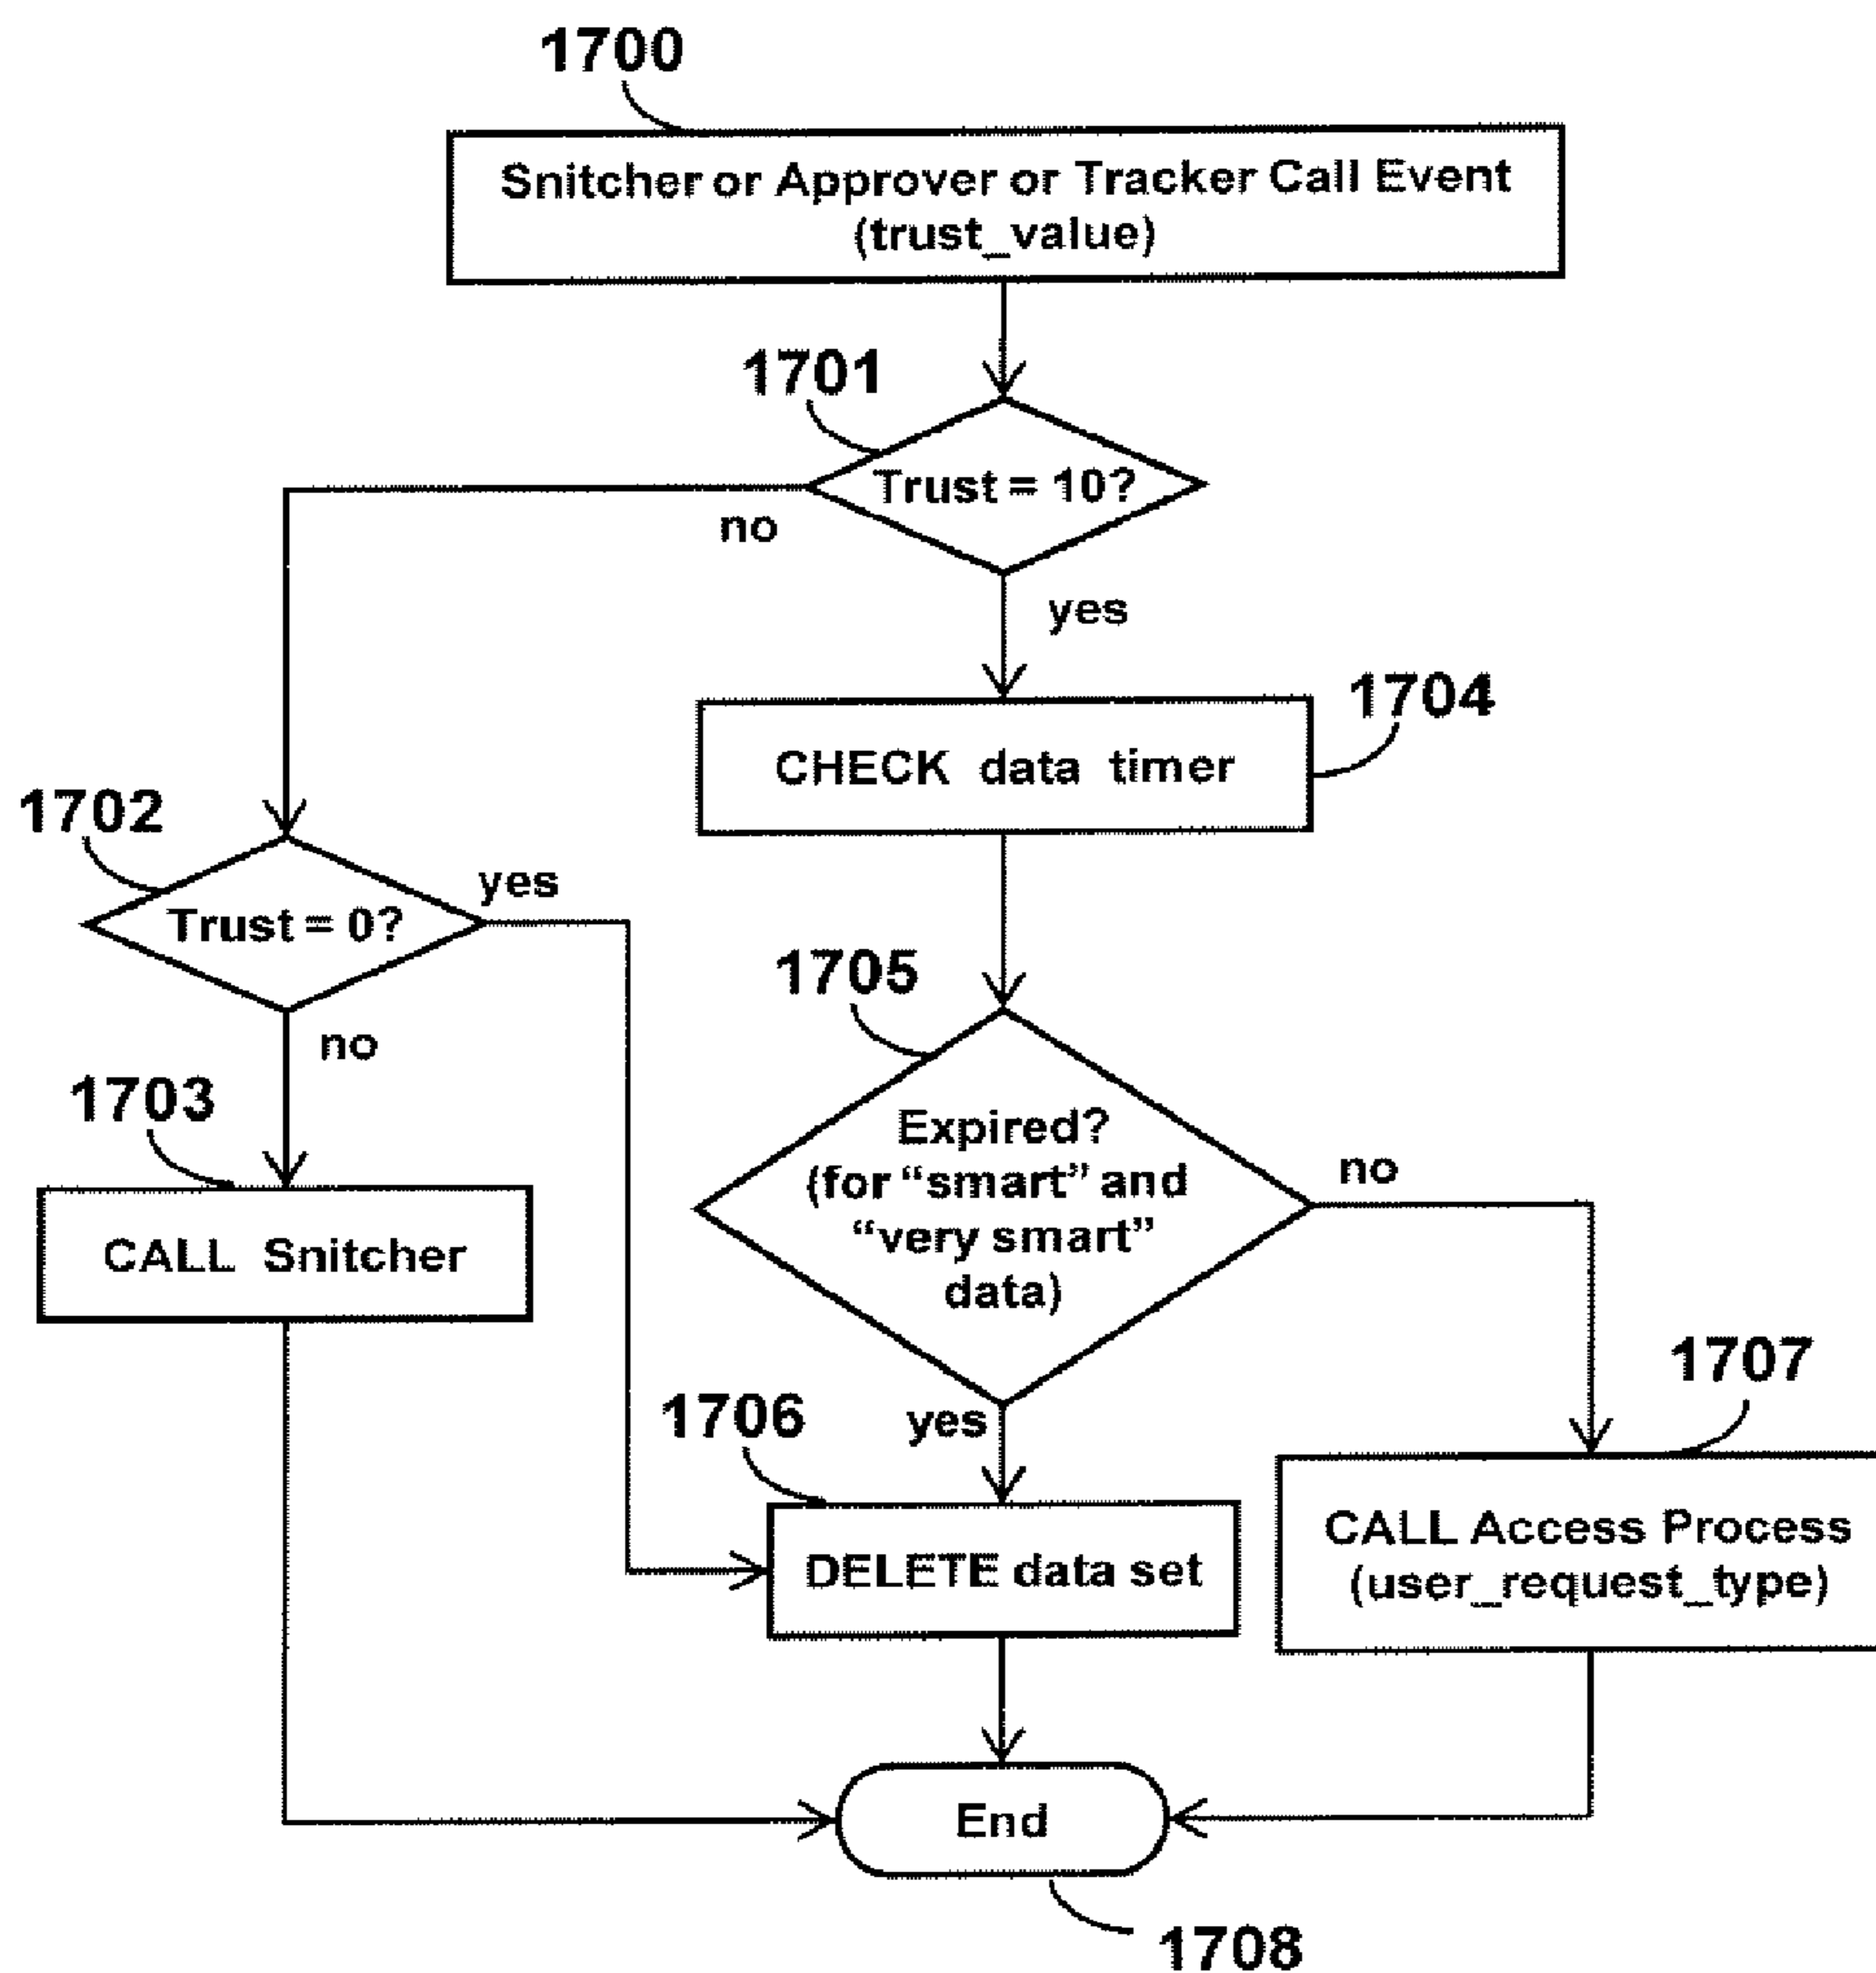 1700
Snitcher or Approver or Tracker Call Event
(trust_value)
1701
Trust = 10?
no
yes
1704
CHECK data timer
1702
Trust = 0?
yes
no
1703
CALL Snitcher
1705
Expired?
(for “smart” and
“very smart”
data)
no
yes
1706
DELETE data set
1707
CALL Access Process
(user_request_type)
End
1708